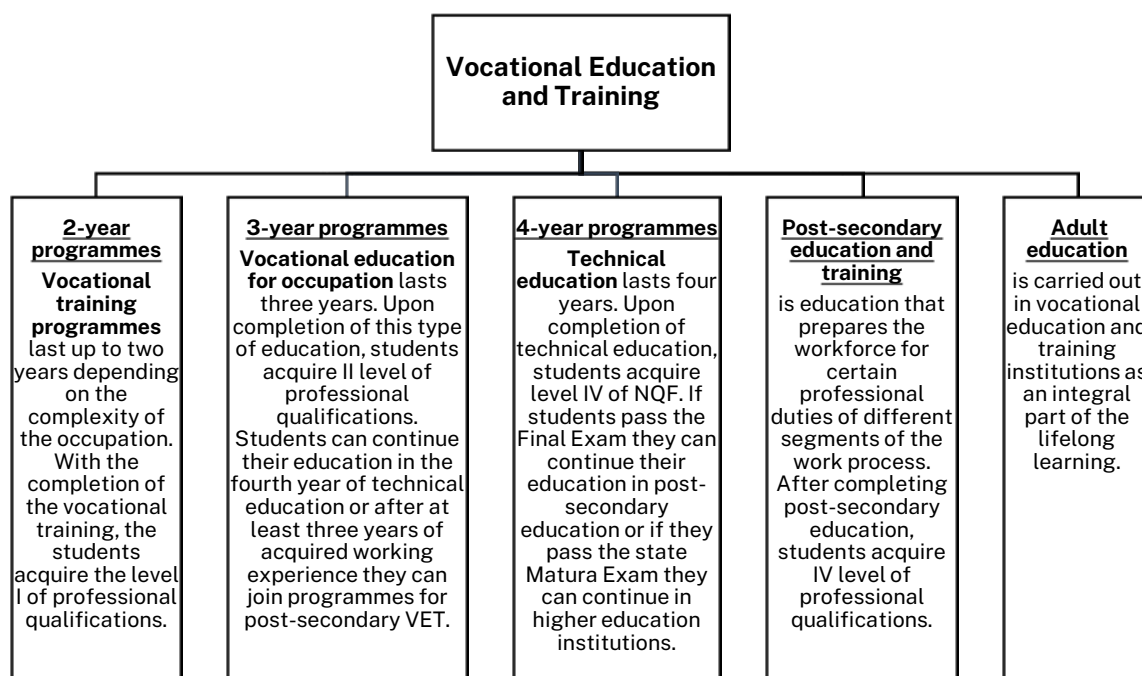 Vocational Education
and Training
2-year
programmes
Vocational
training
programmes
last up to two
years depending
on the
complexity of
the occupation.
With the
completion of
the vocational
training, the
students
acquire the level
I of professional
qualifications.
3-year programmes
Vocational education
for occupation lasts
three years. Upon
completion of this type
of education, students
acquire II level of
professional
qualifications.
Students can continue
their education in the
fourth year of technical
education or after at
least three years of
acquired working
experience they can
join programmes for
post-secondary VET.
4-year programmes
Technical
education lasts four
years. Upon
completion of
technical education,
students acquire
level IV of NQF. If
students pass the
Final Exam they can
continue their
education in post-
secondary
education or if they
pass the state
Matura Exam they
can continue in
higher education
institutions.
Post-secondary
education and
training
is education that
prepares the
workforce for
certain
professional
duties of different
segments of the
work process.
After completing
post-secondary
education,
students acquire
IV level of
professional
qualifications.
Adult
education
is carried out
in vocational
education and
training
institutions as
an integral
part of the
lifelong
learning.